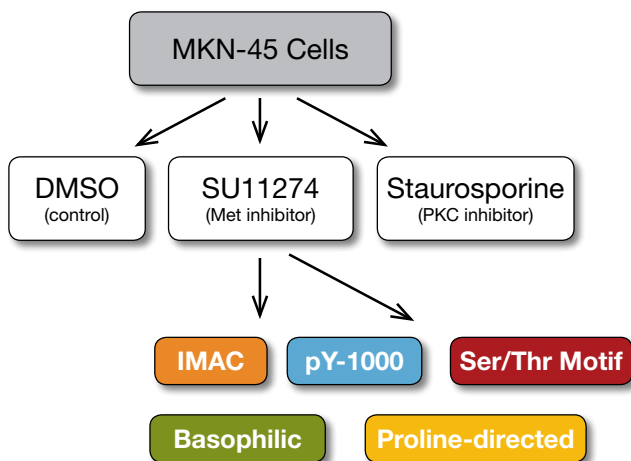 MKN-45 Cells
DMSO
(control)
SU11274
(Met inhibitor)
Staurosporine
(PKC inhibitor)
IMAC
pY-1000
Ser/Thr Motif
Basophilic
Proline-directed